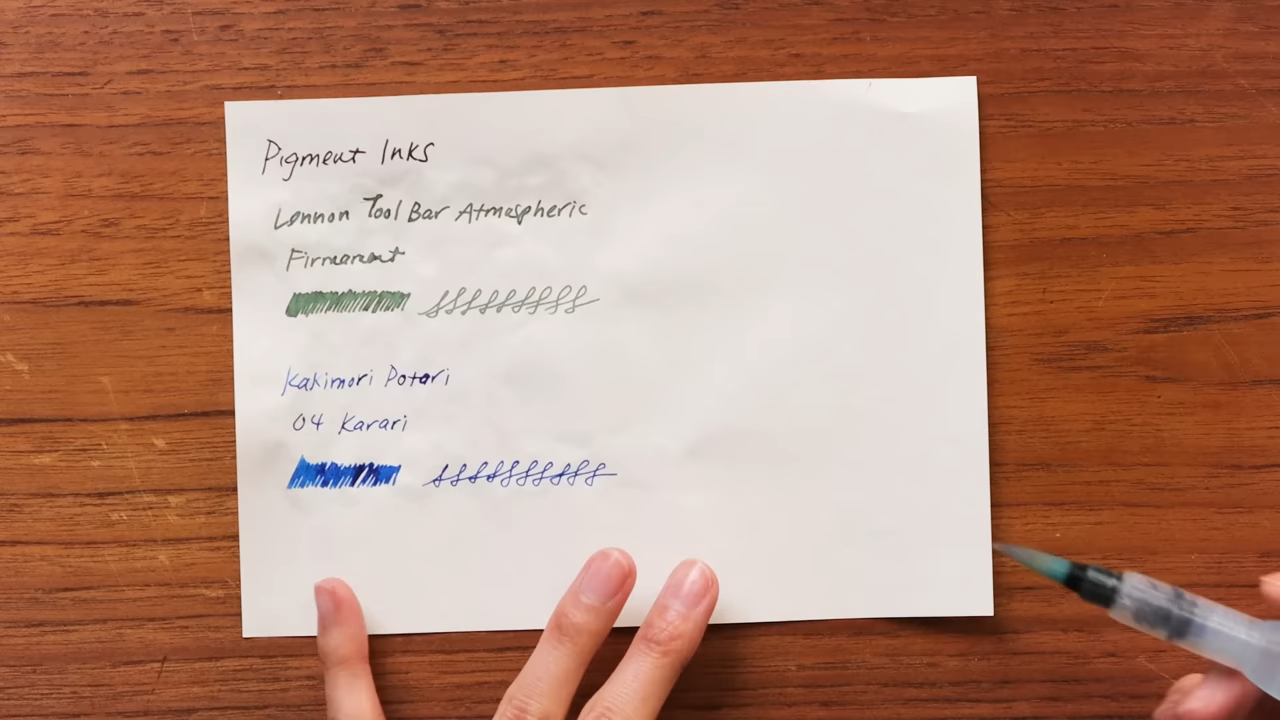 Pigment Inks
Lennon Tool Bar Atmospheric
Firmament
Kakimori Potari
04 Karari